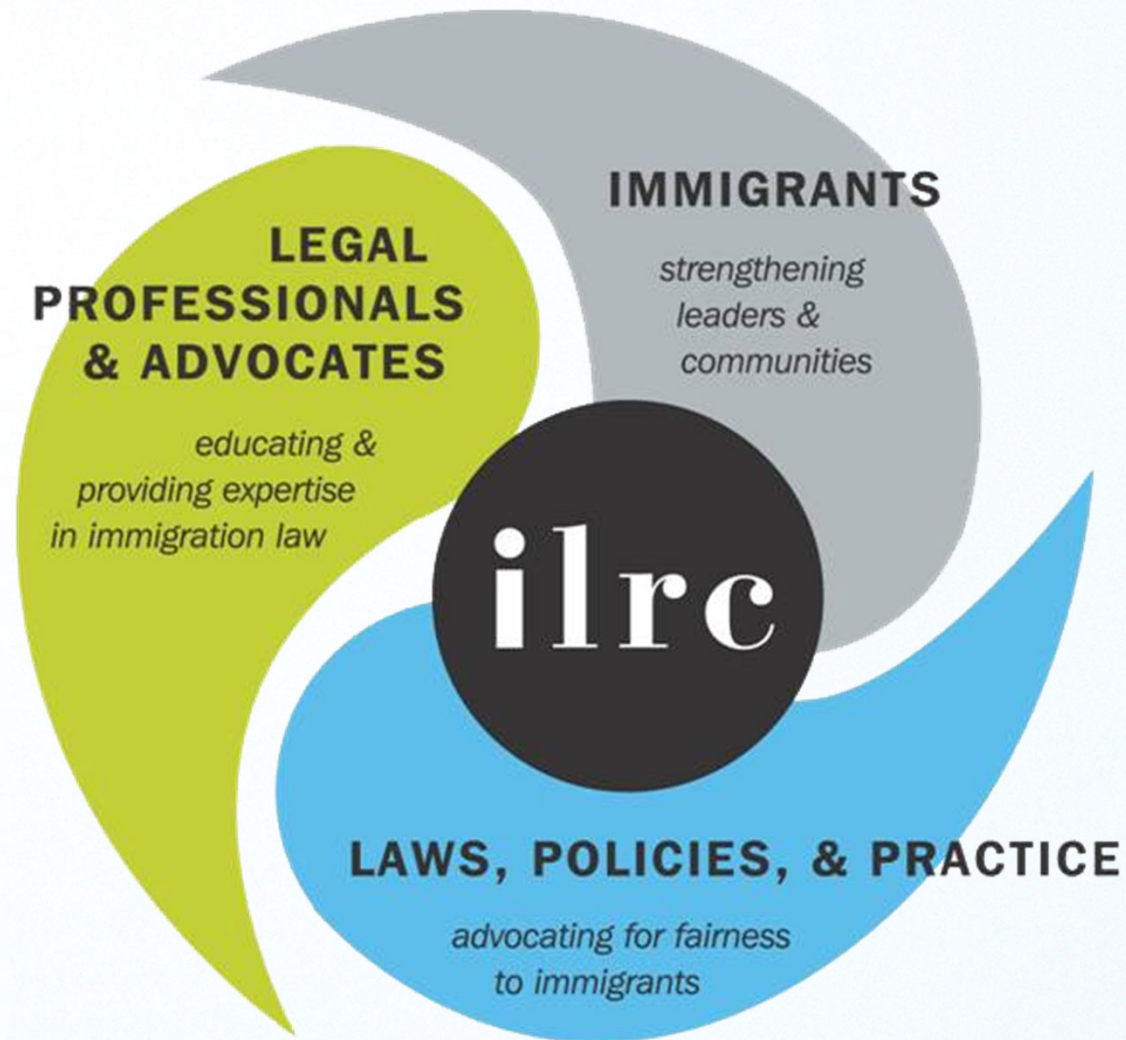 IMMIGRANTS
strengthening
leaders &
communities
LEGAL
PROFESSIONALS
& ADVOCATES
educating &
providing expertise
in immigration law
ilrc
LAWS, POLICIES, & PRACTICE
advocating for fairness
to immigrants